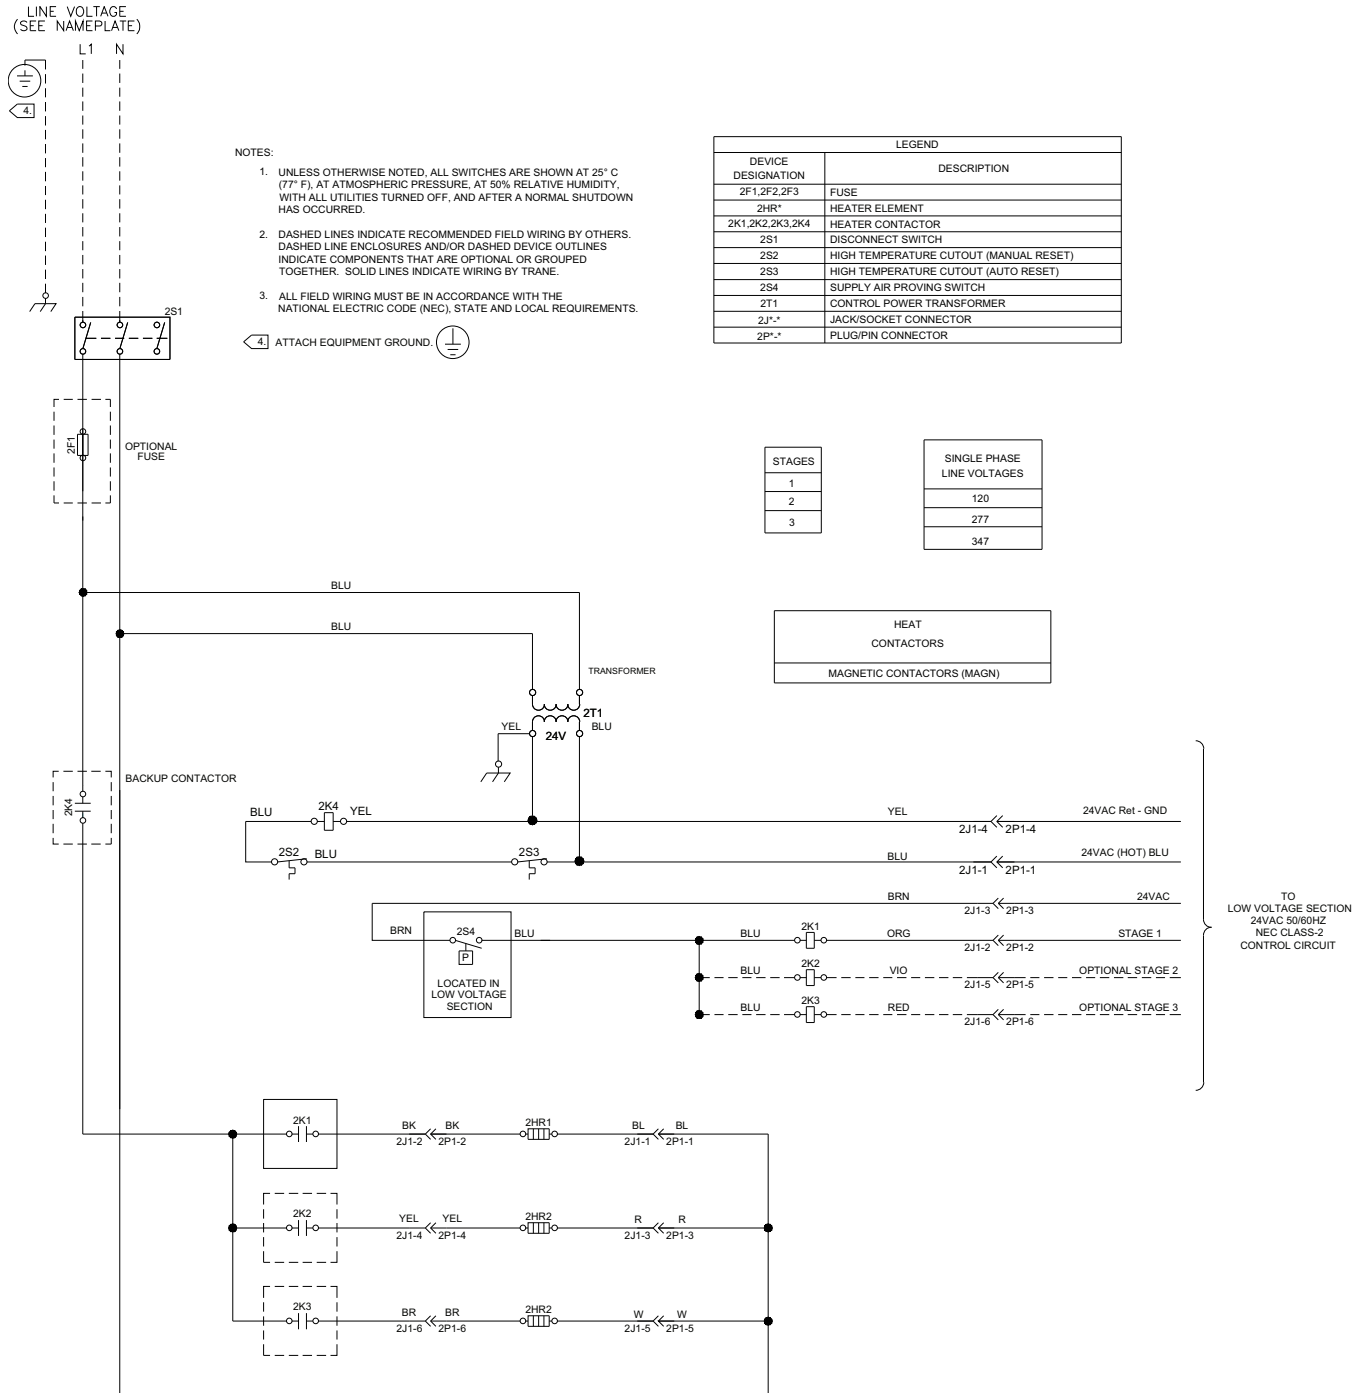 LINE VOLTAGE
(SEE NAMEPLATE)
L1 N
4.
NOTES:
1. UNLESS OTHERWISE NOTED, ALL SWITCHES ARE SHOWN AT 25° C
(77° F), AT ATMOSPHERIC PRESSURE, AT 50% RELATIVE HUMIDITY,
WITH ALL UTILITIES TURNED OFF, AND AFTER A NORMAL SHUTDOWN
HAS OCCURRED.
2. DASHED LINES INDICATE RECOMMENDED FIELD WIRING BY OTHERS.
DASHED LINE ENCLOSURES AND/OR DASHED DEVICE OUTLINES
INDICATE COMPONENTS THAT ARE OPTIONAL OR GROUPED
TOGETHER. SOLID LINES INDICATE WIRING BY TRANE.
3. ALL FIELD WIRING MUST BE IN ACCORDANCE WITH THE
NATIONAL ELECTRIC CODE (NEC), STATE AND LOCAL REQUIREMENTS.
4. ATTACH EQUIPMENT GROUND.
LEGEND
DEVICE
DESIGNATION
DESCRIPTION
2F1,2F2,2F3 FUSE
2HR* HEATER ELEMENT
2K1,2K2,2K3,2K4 HEATER CONTACTOR
2S1 DISCONNECT SWITCH
2S2 HIGH TEMPERATURE CUTOUT (MANUAL RESET)
2S3 HIGH TEMPERATURE CUTOUT (AUTO RESET)
2S4 SUPPLY AIR PROVING SWITCH
2T1 CONTROL POWER TRANSFORMER
2J*-* JACK/SOCKET CONNECTOR
2P*-* PLUG/PIN CONNECTOR
2S1
2F1
OPTIONAL
FUSE
STAGES
1
2
3
SINGLE PHASE
LINE VOLTAGES
120
277
347
BLU
BLU
HEAT
CONTACTORS
MAGNETIC CONTACTORS (MAGN)
TRANSFORMER
2T1
YEL 24V BLU
2K4
BACKUP CONTACTOR
BLU 2K4 YEL YEL 2J1-4 2P1-4 24VAC Ret - GND
2S2 BLU 2S3 BLU 2J1-1 2P1-1 24VAC (HOT) BLU
BRN 2J1-3 2P1-3 24VAC
BRN 2S4 BLU BLU 2K1 ORG 2J1-2 2P1-2 STAGE 1
P
LOCATED IN
LOW VOLTAGE
SECTION
BLU 2K2 VIO 2J1-5 2P1-5 OPTIONAL STAGE 2
BLU 2K3 RED 2J1-6 2P1-6 OPTIONAL STAGE 3
TO
LOW VOLTAGE SECTION
24VAC 50/60HZ
NEC CLASS-2
CONTROL CIRCUIT
2K1 BK BK 2HR1 BL BL
2J1-2 2P1-2 2J1-1 2P1-1
2K2 YEL YEL 2HR2 R R
2J1-4 2P1-4 2J1-3 2P1-3
2K3 BR BR 2HR2 W W
2J1-6 2P1-6 2J1-5 2P1-5